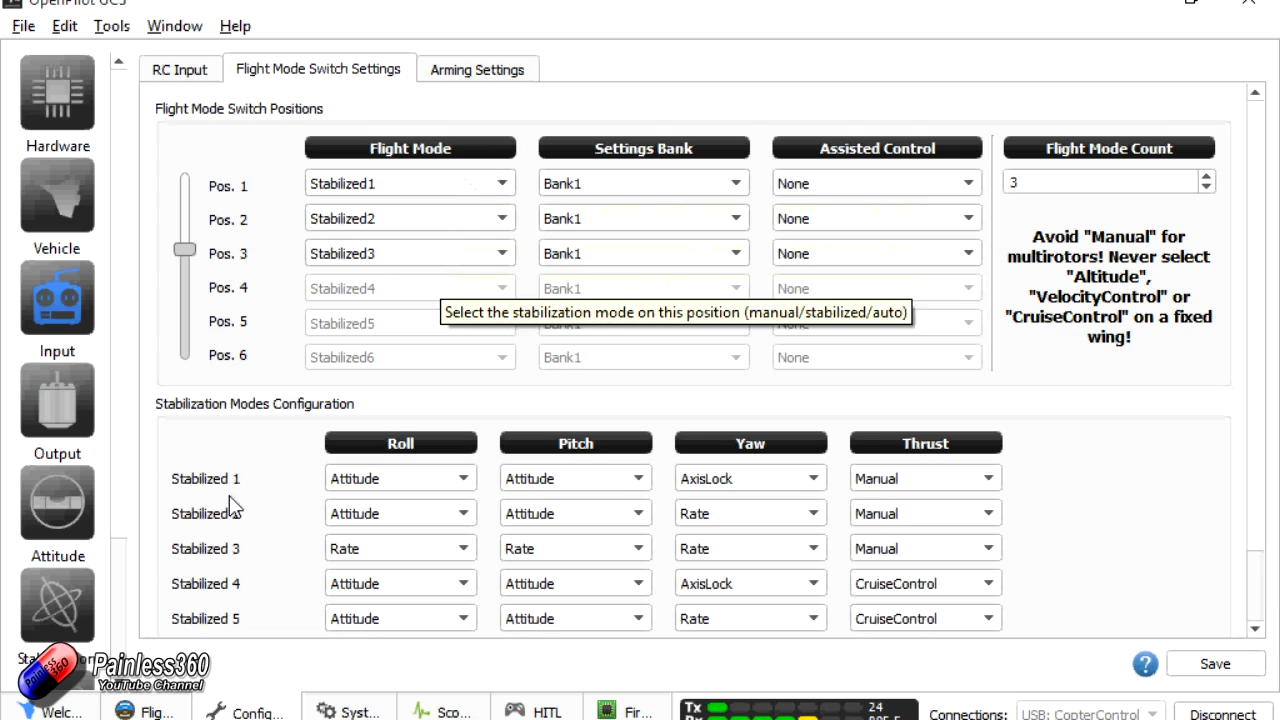 OpenPilot GCS
File Edit Tools Window Help
RC Input Flight Mode Switch Settings Arming Settings
Flight Mode Switch Positions
Flight Mode Settings Bank Assisted Control Flight Mode Count
Pos. 1 Stabilized1 Bank1 None 3
Pos. 2 Stabilized2 Bank1 None
Pos. 3 Stabilized3 Bank1 None
Pos. 4 Stabilized4 Bank1 None
Pos. 5 Stabilized5 None
Pos. 6 Stabilized6 Bank1 None
Select the stabilization mode on this position (manual/stabilized/auto)
Avoid "Manual" for
multirotors! Never select
"Altitude",
"VelocityControl" or
"CruiseControl" on a fixed
wing!
Hardware
Vehicle
Input
Output
Attitude
Stabilization Modes Configuration
Roll Pitch Yaw Thrust
Stabilized 1 Attitude Attitude AxisLock Manual
Stabilized Attitude Attitude Rate Manual
Stabilized 3 Rate Rate Rate Manual
Stabilized 4 Attitude Attitude AxisLock CruiseControl
Stabilized 5 Attitude Attitude Rate CruiseControl
Painless360
YouTube Channel
Painless
360
? Save
Welc... Flig... Config... Syst... Sco... HITL Fir...
Tx 24
Connections: USB: CopterControl Disconnect